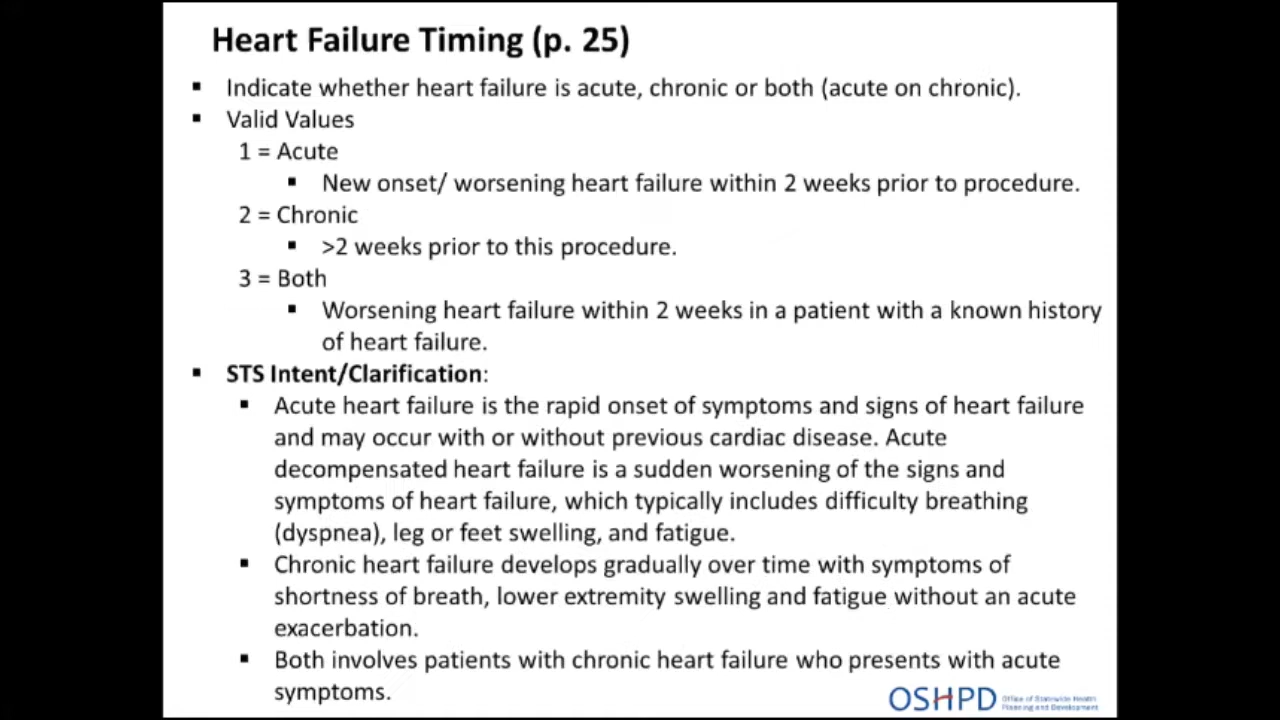 Heart Failure Timing (p. 25)
▪ Indicate whether heart failure is acute, chronic or both (acute on chronic).
▪ Valid Values
1 = Acute
▪ New onset/ worsening heart failure within 2 weeks prior to procedure.
2 = Chronic
▪ >2 weeks prior to this procedure.
3 = Both
▪ Worsening heart failure within 2 weeks in a patient with a known history
of heart failure.
▪ STS Intent/Clarification:
▪ Acute heart failure is the rapid onset of symptoms and signs of heart failure
and may occur with or without previous cardiac disease. Acute
decompensated heart failure is a sudden worsening of the signs and
symptoms of heart failure, which typically includes difficulty breathing
(dyspnea), leg or feet swelling, and fatigue.
▪ Chronic heart failure develops gradually over time with symptoms of
shortness of breath, lower extremity swelling and fatigue without an acute
exacerbation.
▪ Both involves patients with chronic heart failure who presents with acute
symptoms.
OSHPD
Office of Statewide Health
Planning and Development